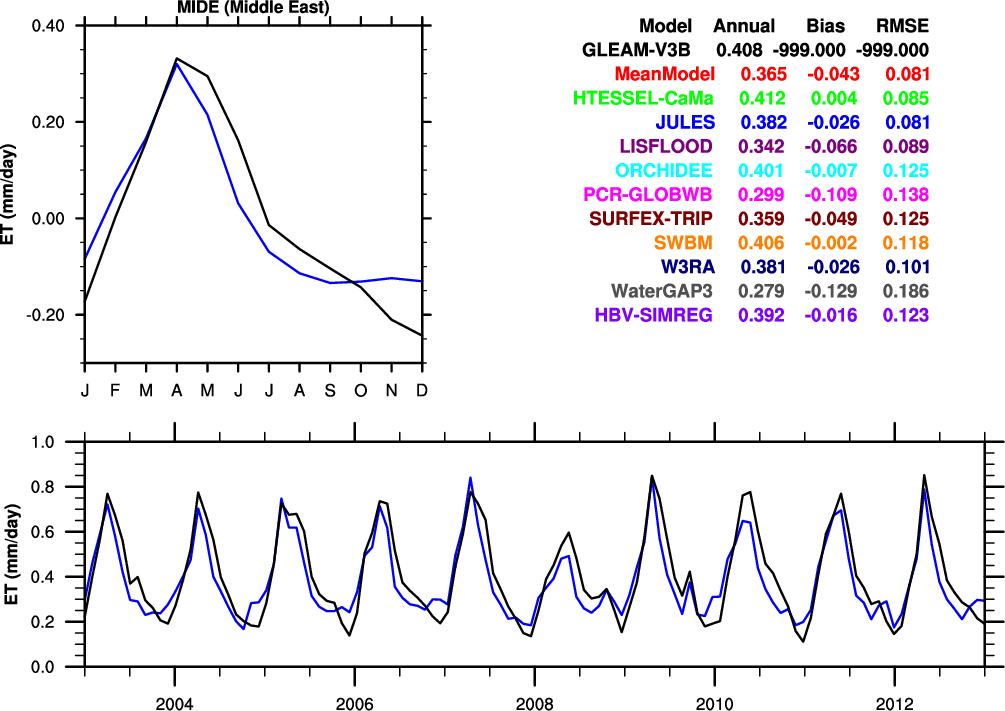 MIDE (Middle East)
0.40
0.20
0.00
-0.20
ET (mm/day)
J F M A M J J A S O N D
Model Annual Bias RMSE
GLEAM-V3B 0.408 -999.000 -999.000
MeanModel 0.365 -0.043 0.081
HTESSEL-CaMa 0.412 0.004 0.085
JULES 0.382 -0.026 0.081
LISFLOOD 0.342 -0.066 0.089
ORCHIDEE 0.401 -0.007 0.125
PCR-GLOBWB 0.299 -0.109 0.138
SURFEX-TRIP 0.359 -0.049 0.125
SWBM 0.406 -0.002 0.118
W3RA 0.381 -0.026 0.101
WaterGAP3 0.279 -0.129 0.186
HBV-SIMREG 0.392 -0.016 0.123
1.0
0.8
0.6
0.4
0.2
0.0
ET (mm/day)
2004 2006 2008 2010 2012